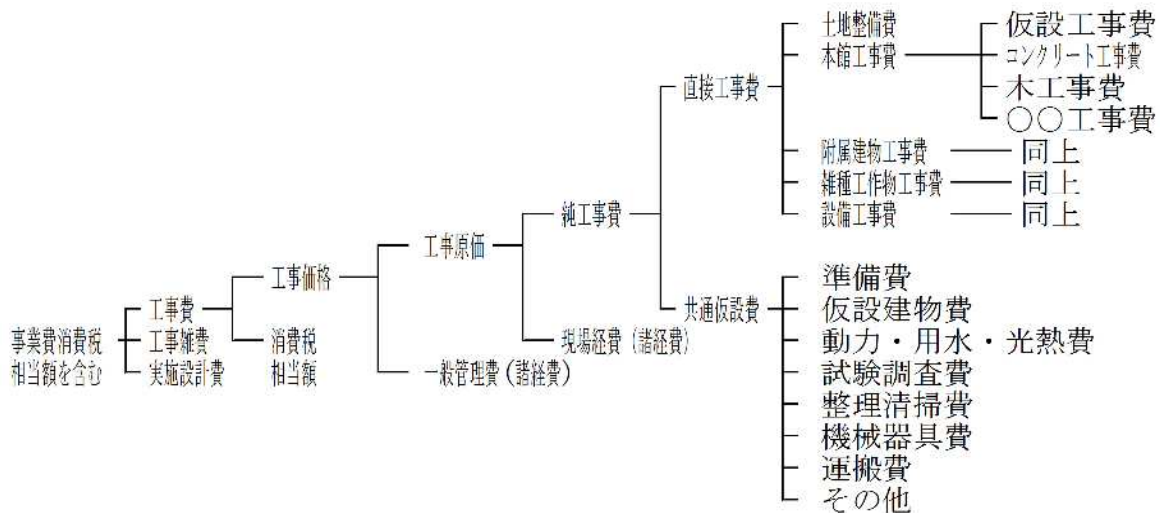 土地整備費
仮設工事費
本館工事費
コンクリート工事費
直接工事費
木工事費
○○工事費
附属建物工事費
同上
雑種工作物工事費
同上
純工事費
設備工事費
同上
工事原価
工事価格
準備費
工事費
共通仮設費
仮設建物費
事業費消費税
工事雑費
消費税
現場経費(諸経費)
動力・用水・光熱費
相当額を含む
実施設計費
相当額
一般管理費(諸経費)
試験調査費
整理清掃費
機械器具費
運搬費
その他